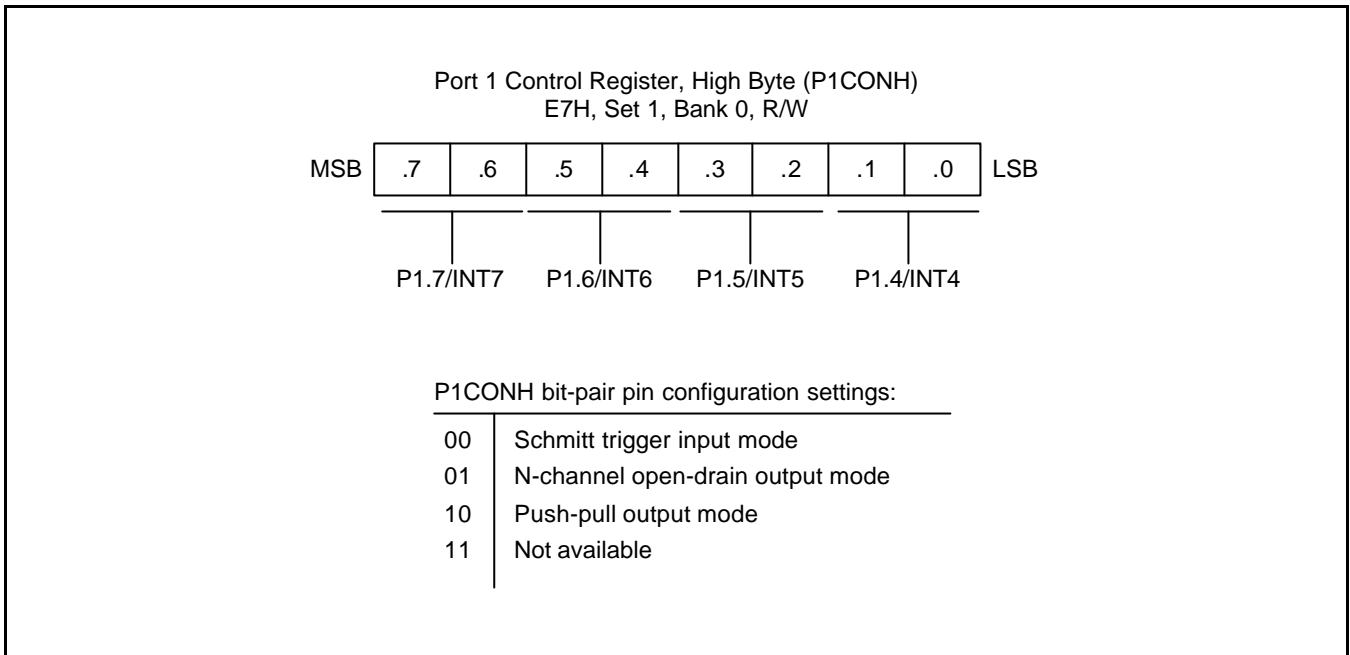 Port 1 Control Register, High Byte (P1CONH)
E7H, Set 1, Bank 0, R/W
MSB .7 .6 .5 .4 .3 .2 .1 .0 LSB
P1.7/INT7 P1.6/INT6 P1.5/INT5 P1.4/INT4
P1CONH bit-pair pin configuration settings:
00 Schmitt trigger input mode
01 N-channel open-drain output mode
10 Push-pull output mode
11 Not available